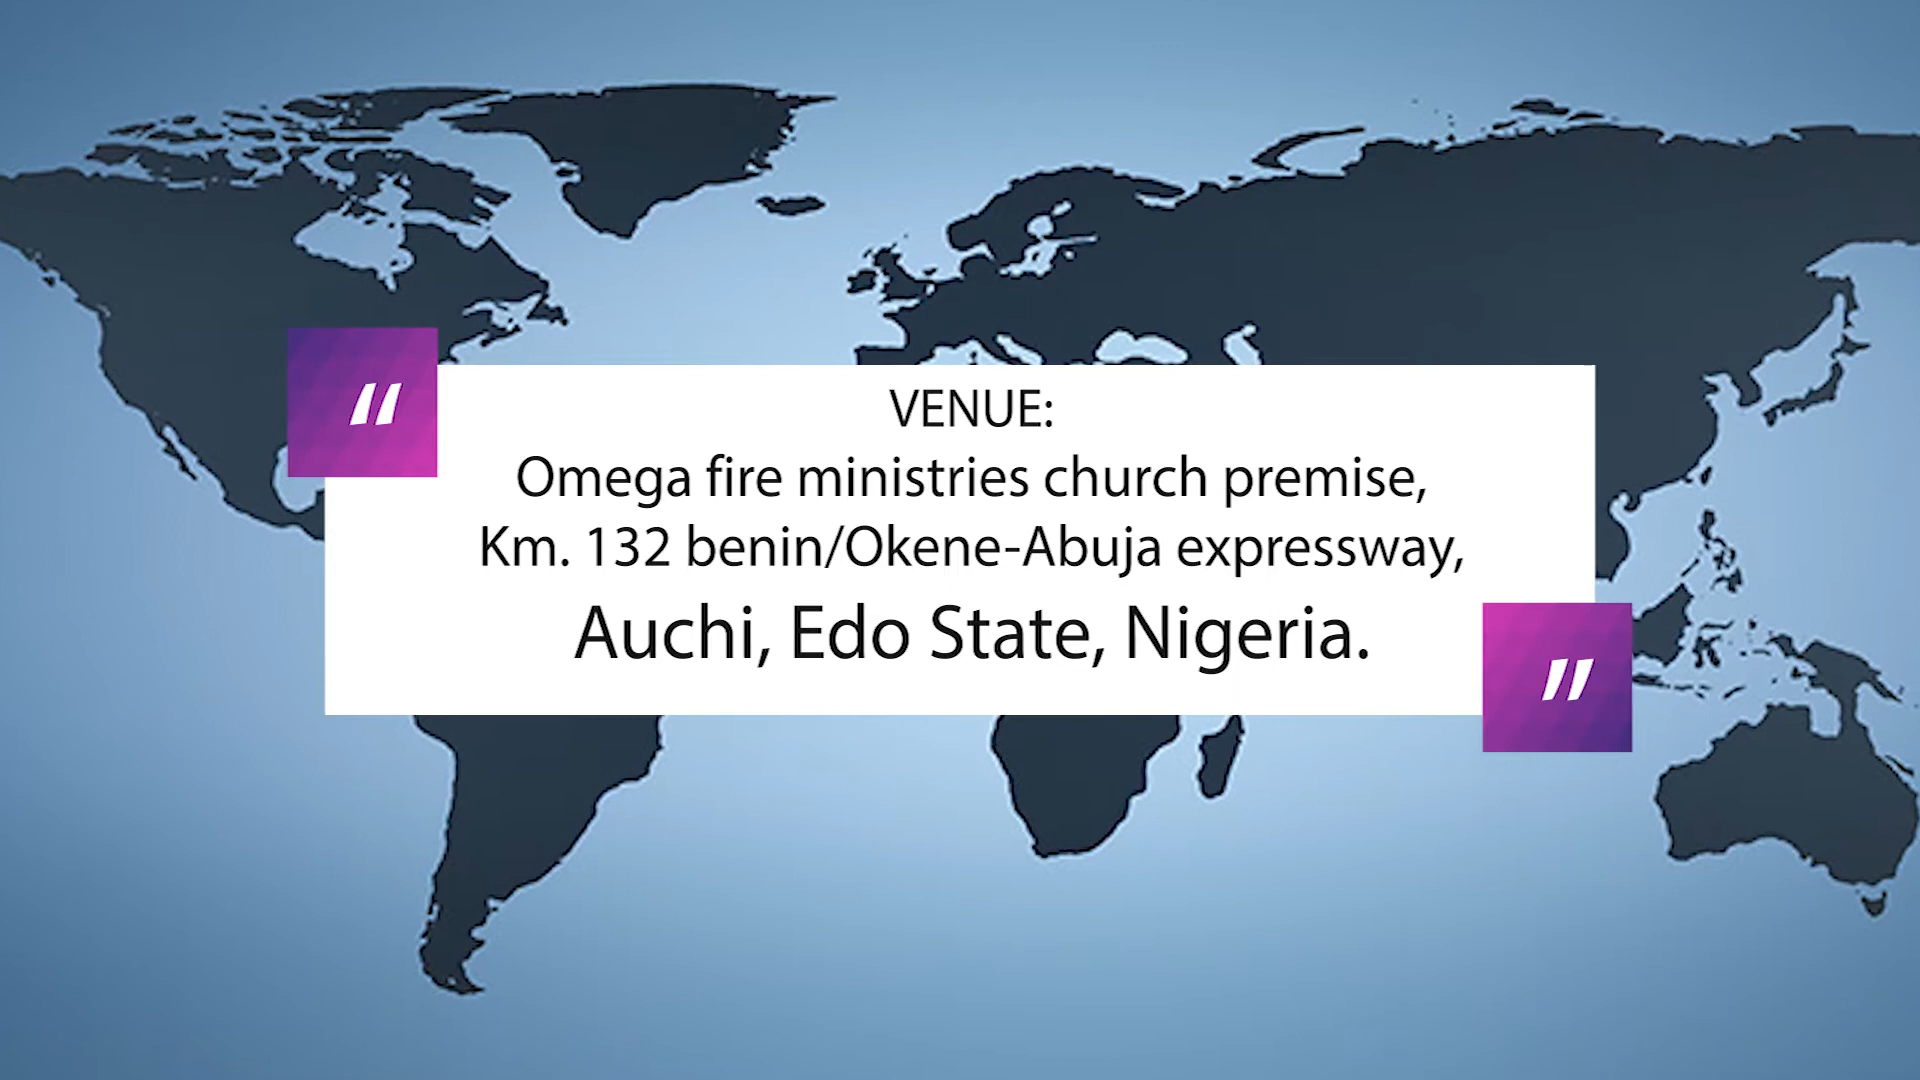 “
VENUE:
Omega fire ministries church premise,
Km. 132 benin/Okene-Abuja expressway,
Auchi, Edo State, Nigeria.
”